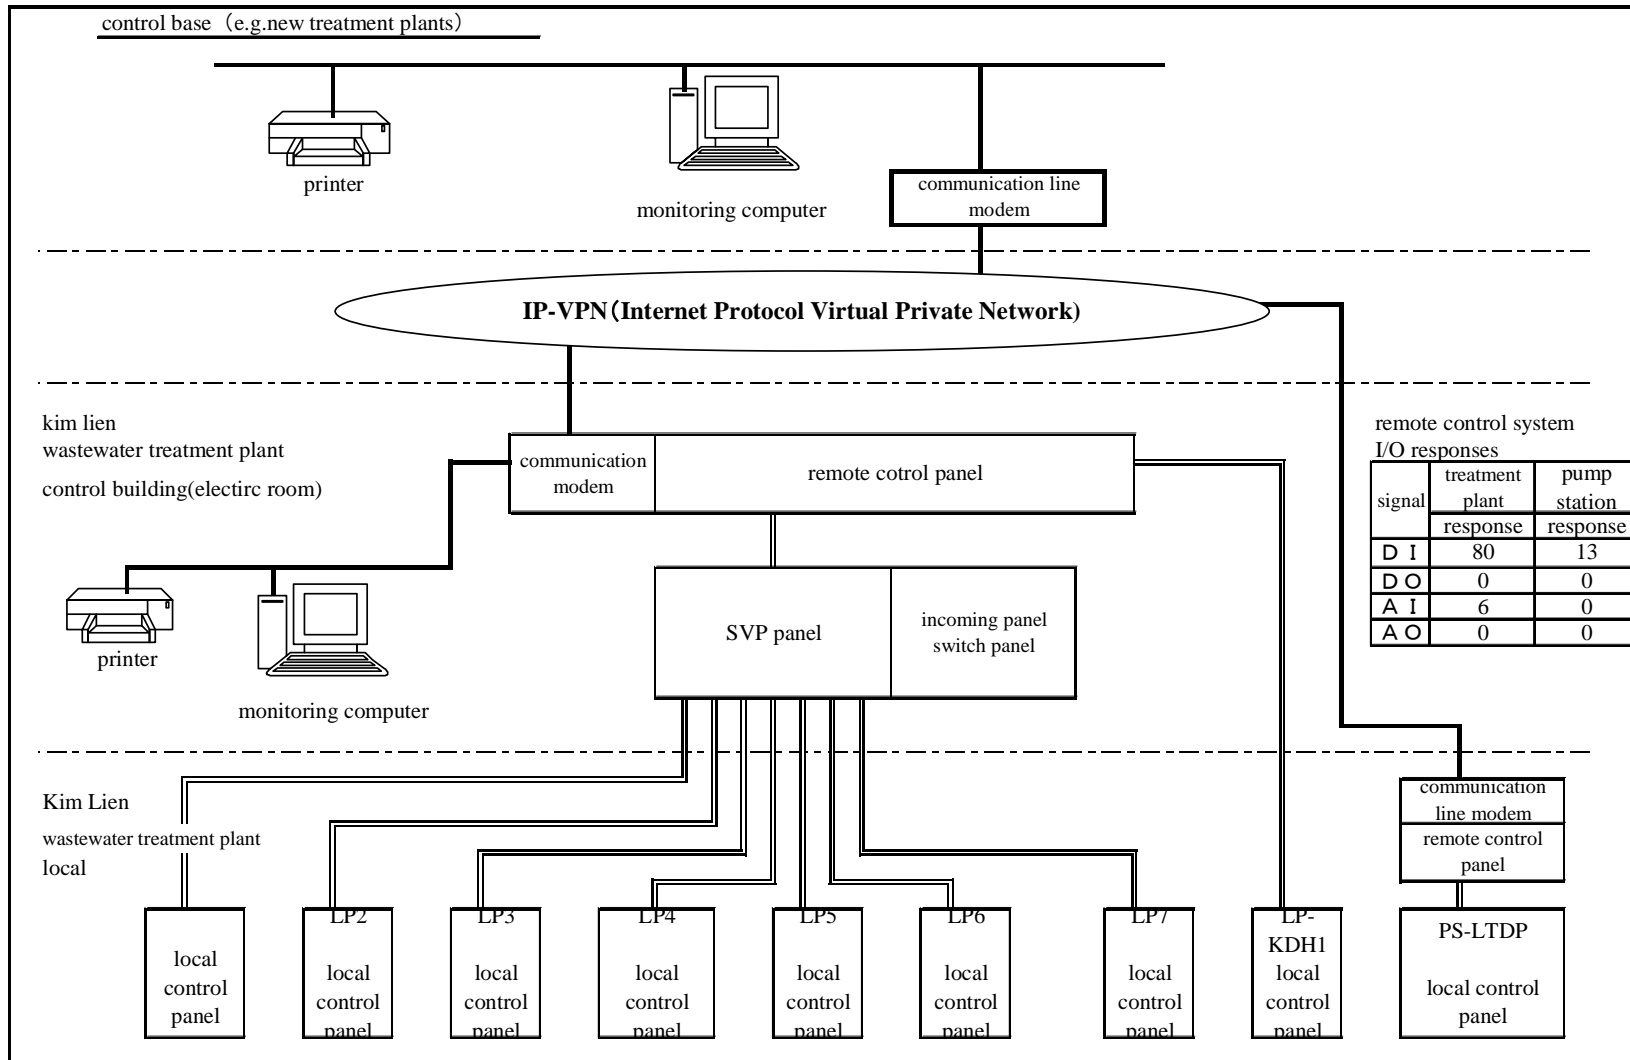 control base（e.g.new treatment plants）
printer
monitoring computer
communication line
modem
IP-VPN（Internet Protocol Virtual Private Network)
kim lien
wastewater treatment plant
control building(electirc room)
communication
modem
remote cotrol panel
remote control system
I/O responses
signal
treatment
plant
pump
station
response
response
ＤＩ 80 13
ＤＯ 0 0
ＡＩ 6 0
ＡＯ 0 0
SVP panel
incoming panel
switch panel
printer
monitoring computer
Kim Lien
wastewater treatment plant
local
communication
line modem
remote control
panel
local
control
panel
LP2
local
control
panel
LP3
local
control
panel
LP4
local
control
panel
LP5
local
control
panel
LP6
local
control
panel
LP7
local
control
panel
LP-
KDH1
local
control
panel
PS-LTDP
local control
panel